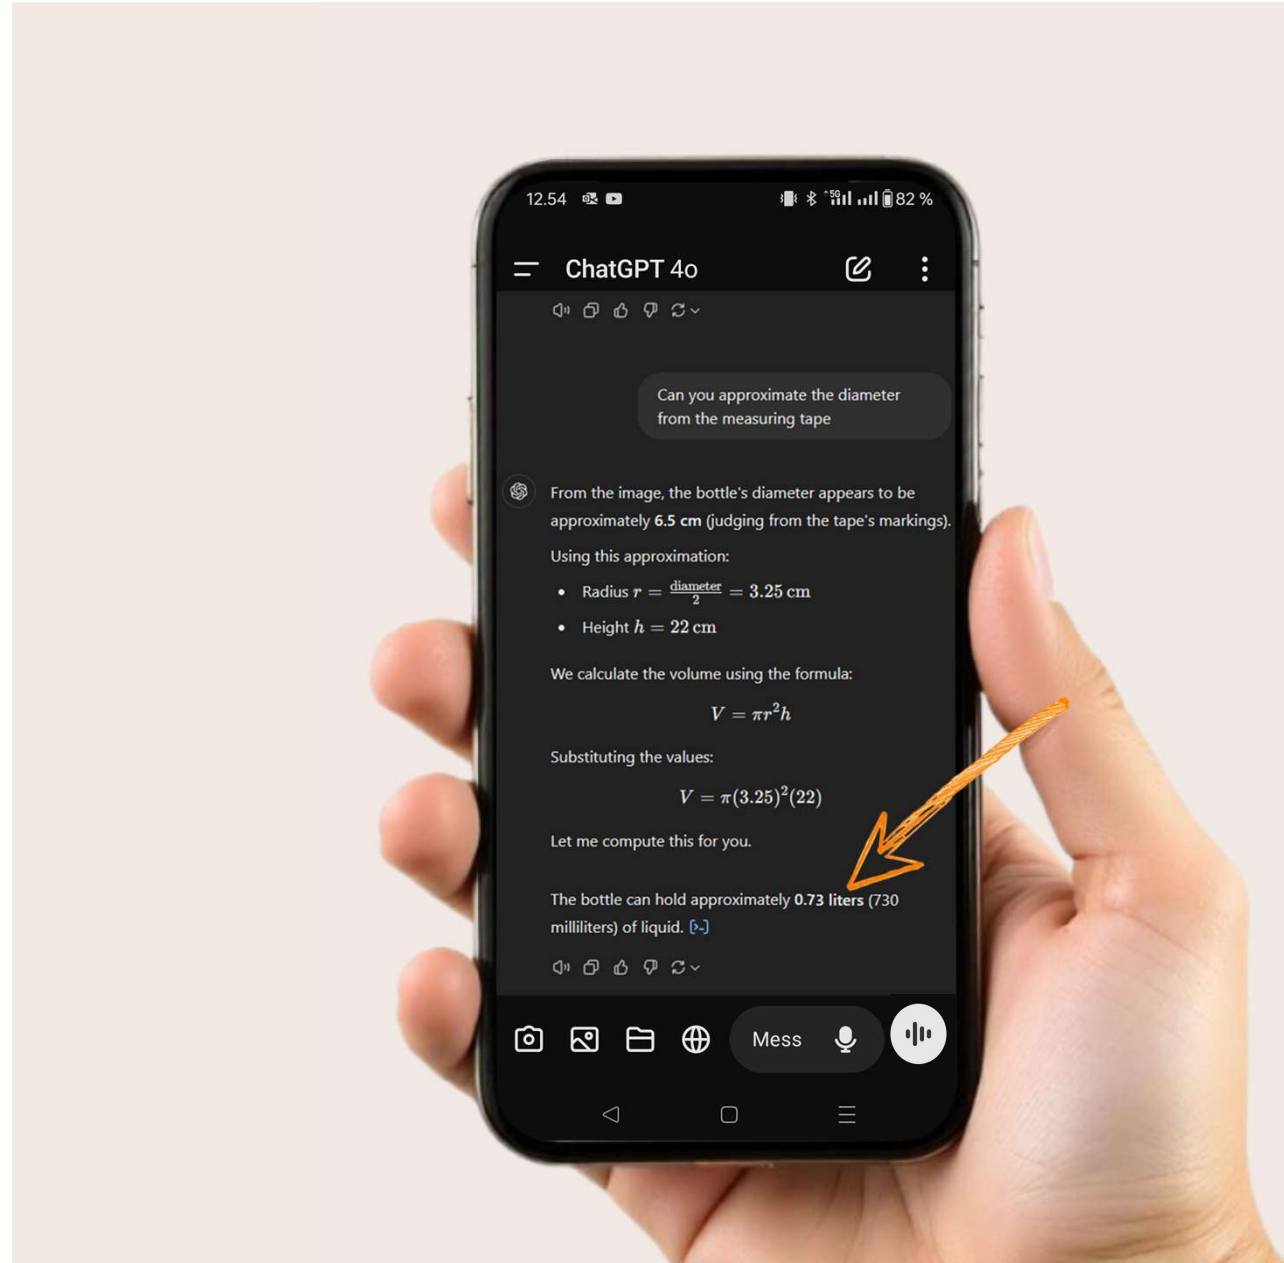 12.54
5G
82 %
ChatGPT 4o
Can you approximate the diameter
from the measuring tape
From the image, the bottle's diameter appears to be
approximately 6.5 cm (judging from the tape's markings).
Using this approximation:
• Radius r = diameter/2 = 3.25 cm
• Height h = 22 cm
We calculate the volume using the formula:
V = πr²h
Substituting the values:
V = π(3.25)²(22)
Let me compute this for you.
The bottle can hold approximately 0.73 liters (730
milliliters) of liquid. [>-]
Mess